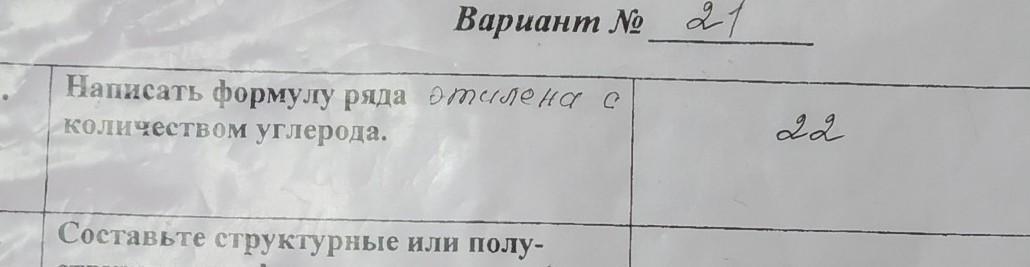 Вариант № 21
. Написать формулу ряда этилена с
количеством углерода.
22
Составьте структурные или полу-